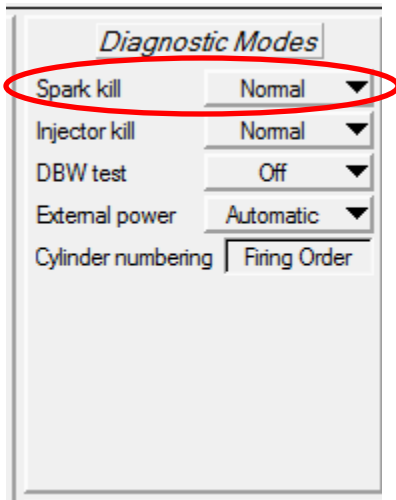 Diagnostic Modes
Spark kill Normal
Injector kill Normal
DBW test Off
External power Automatic
Cylinder numbering Firing Order